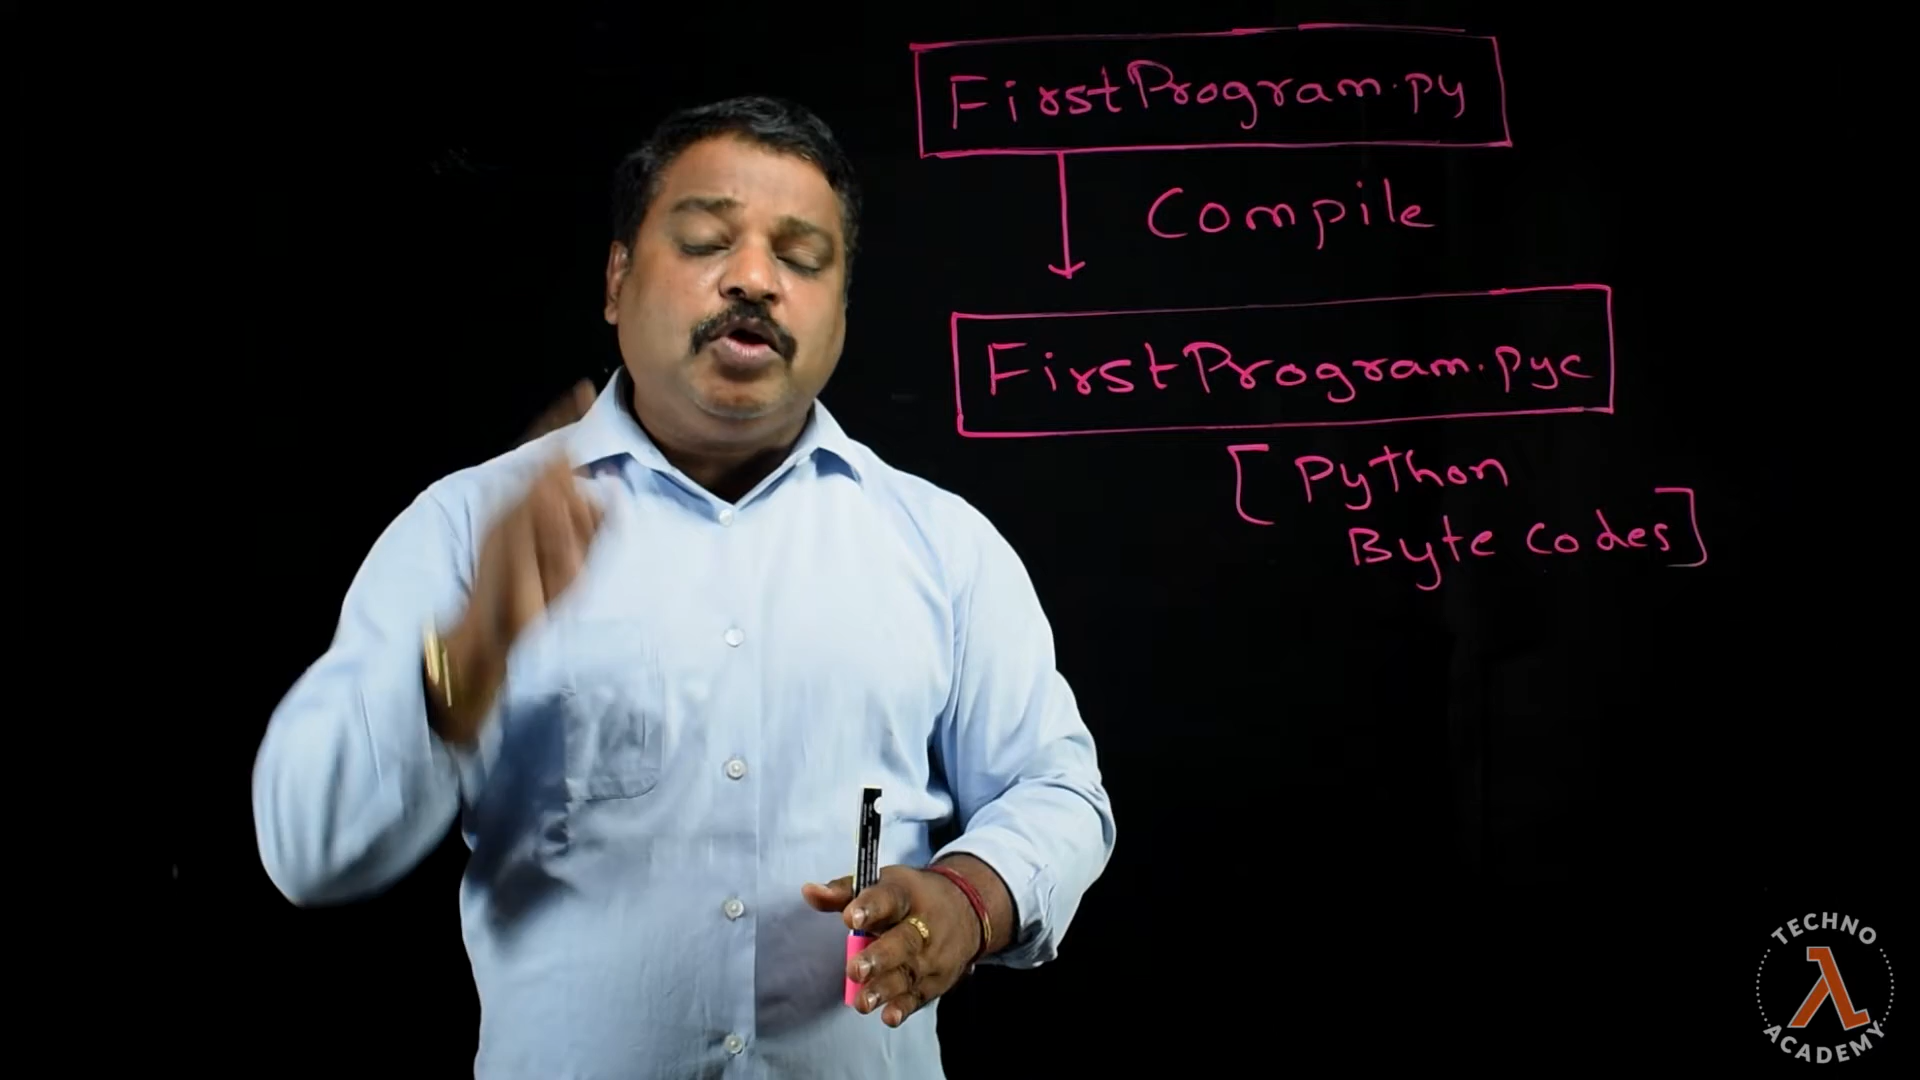 FirstProgram.py
Compile
FirstProgram.pyc
[Python
Byte codes]
TECHNO
ACADEMY